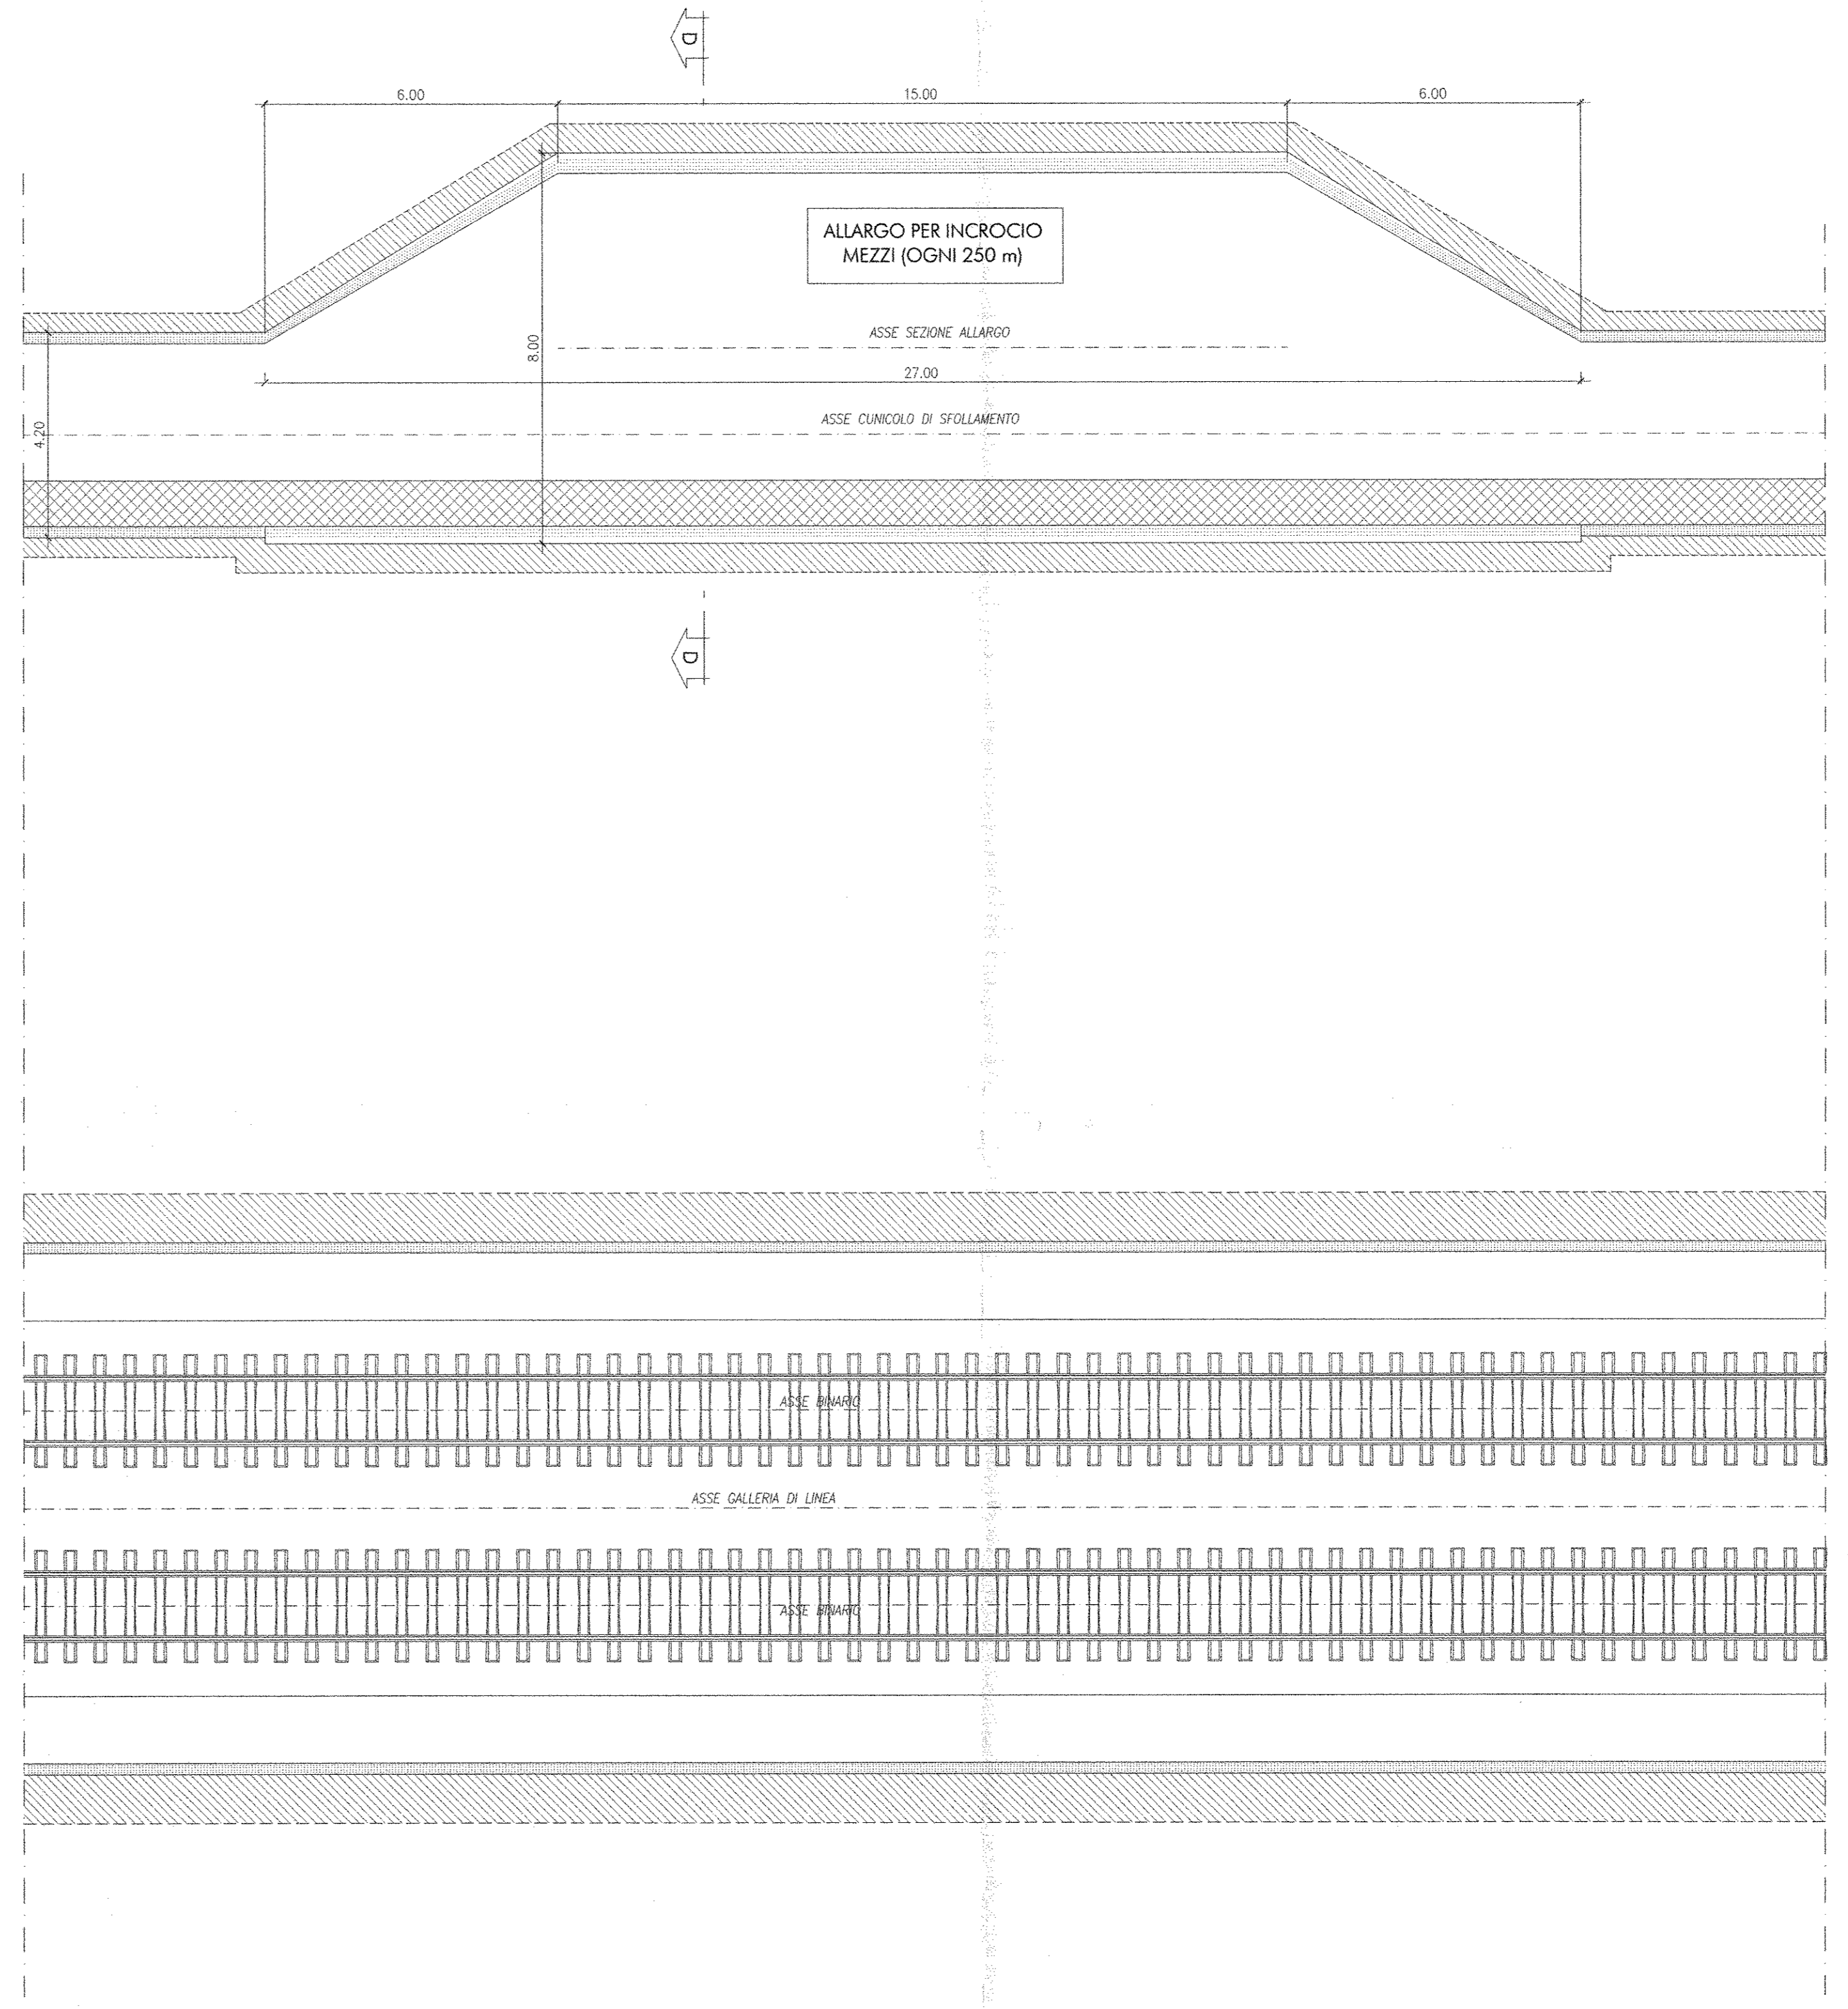 D
6.00
15.00
6.00
ALLARGO PER INCROCIO
MEZZI (OGNI 250 m)
ASSE SEZIONE ALLARGO
8.00
27.00
ASSE CUNICOLO DI SFOLLAMENTO
4.20
D
ASSE BINARIO
ASSE GALLERIA DI LINEA
ASSE BINARIO